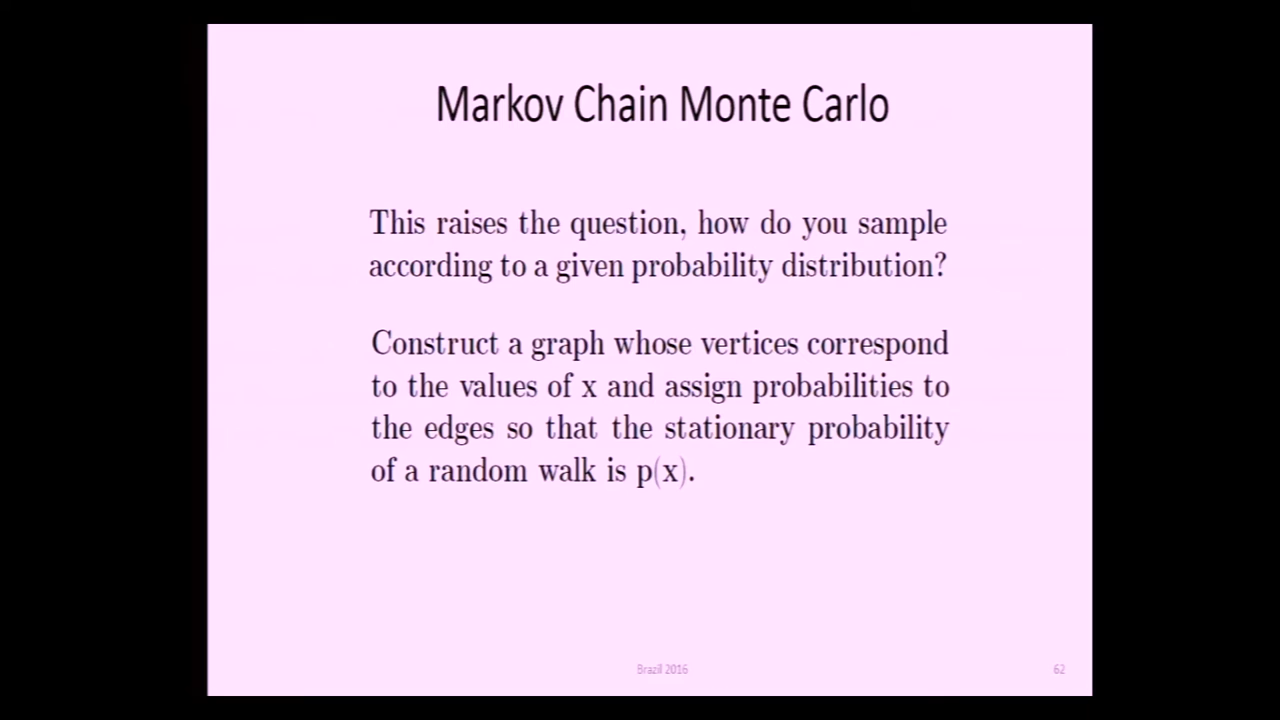 Markov Chain Monte Carlo
This raises the question, how do you sample
according to a given probability distribution?
Construct a graph whose vertices correspond
to the values of x and assign probabilities to
the edges so that the stationary probability
of a random walk is p(x).
Brazil 2016
62